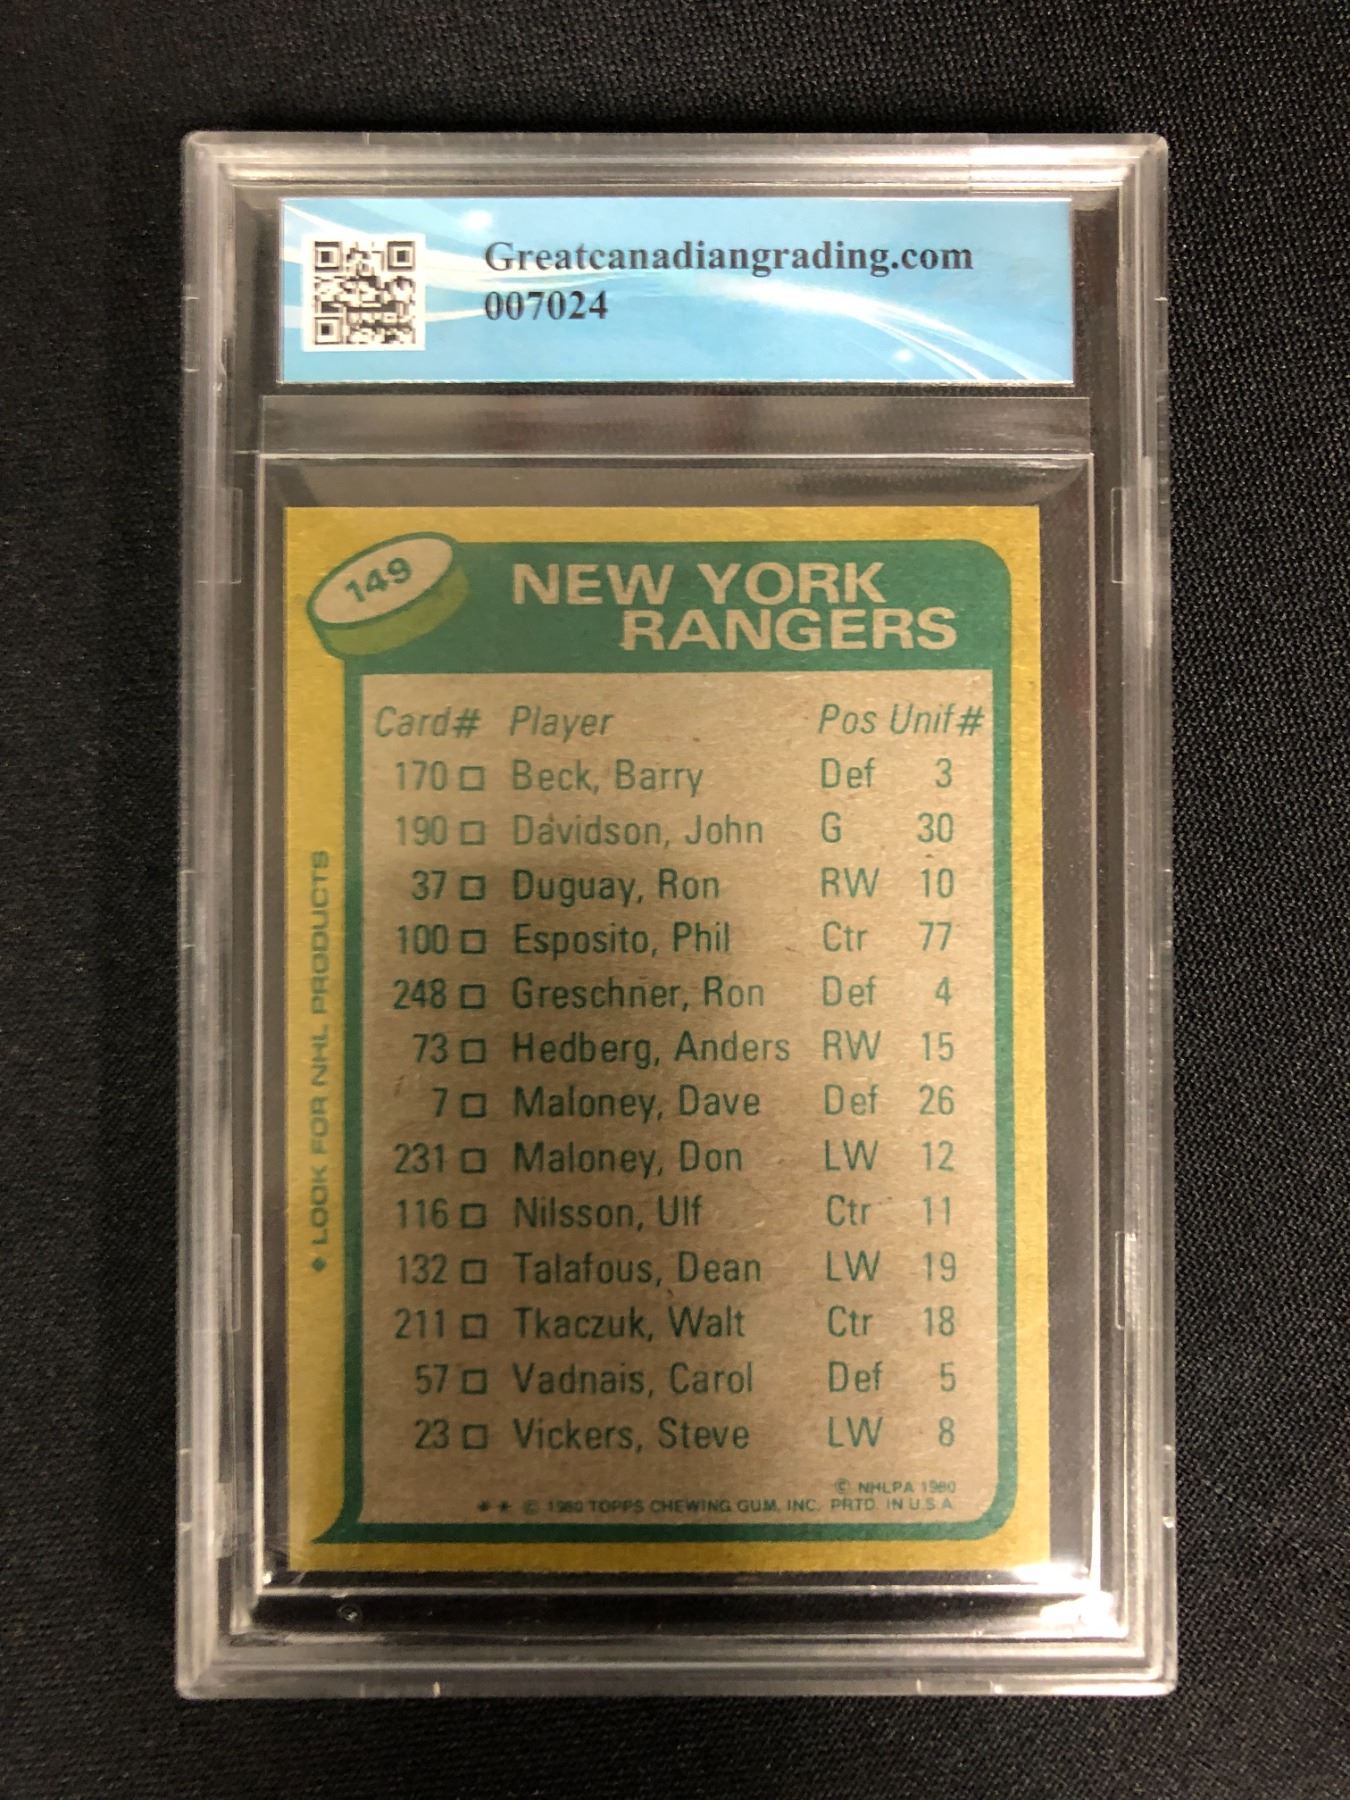 Greatcanadiangrading.com
007024
149
NEW YORK
RANGERS
Card# Player Pos Unif#
170 □ Beck, Barry Def 3
190 □ Davidson, John G 30
37 □ Duguay, Ron RW 10
100 □ Esposito, Phil Ctr 77
248 □ Greschner, Ron Def 4
73 □ Hedberg, Anders RW 15
7 □ Maloney, Dave Def 26
231 □ Maloney, Don LW 12
116 □ Nilsson, Ulf Ctr 11
132 □ Talafous, Dean LW 19
211 □ Tkaczuk, Walt Ctr 18
57 □ Vadnais, Carol Def 5
23 □ Vickers, Steve LW 8
© NHLPA 1980
** © 1980 TOPPS CHEWING GUM, INC. PRTD. IN U.S.A.
◆ LOOK FOR NHL PRODUCTS